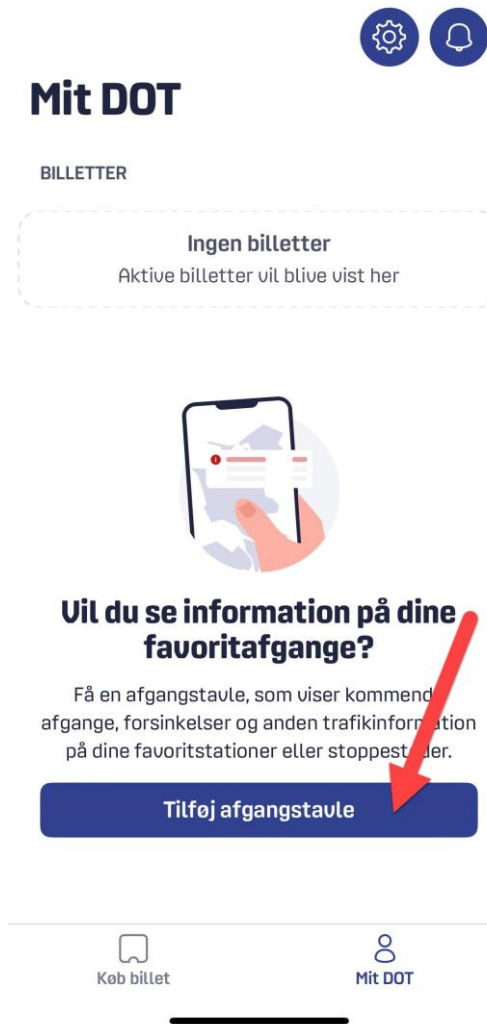 Mit DOT
BILLETTER
Ingen billetter
Aktive billetter vil blive vist her
Vil du se information på dine
favoritafgange?
Få en afgangstavle, som viser
afgange, forsinkelser og anden
på dine favoritstationer eller
Tilføj afgangstavle
Køb billet
Mit DOT